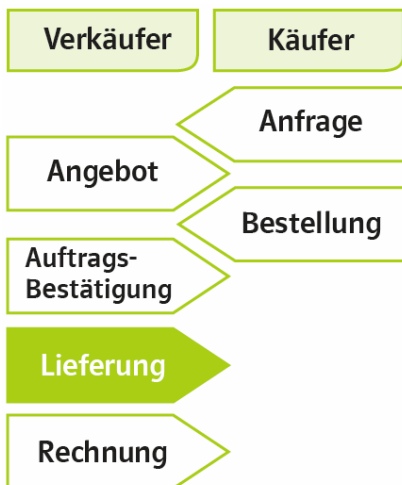 Verkäufer
Käufer
Anfrage
Angebot
Bestellung
Auftrags-
Bestätigung
Lieferung
Rechnung